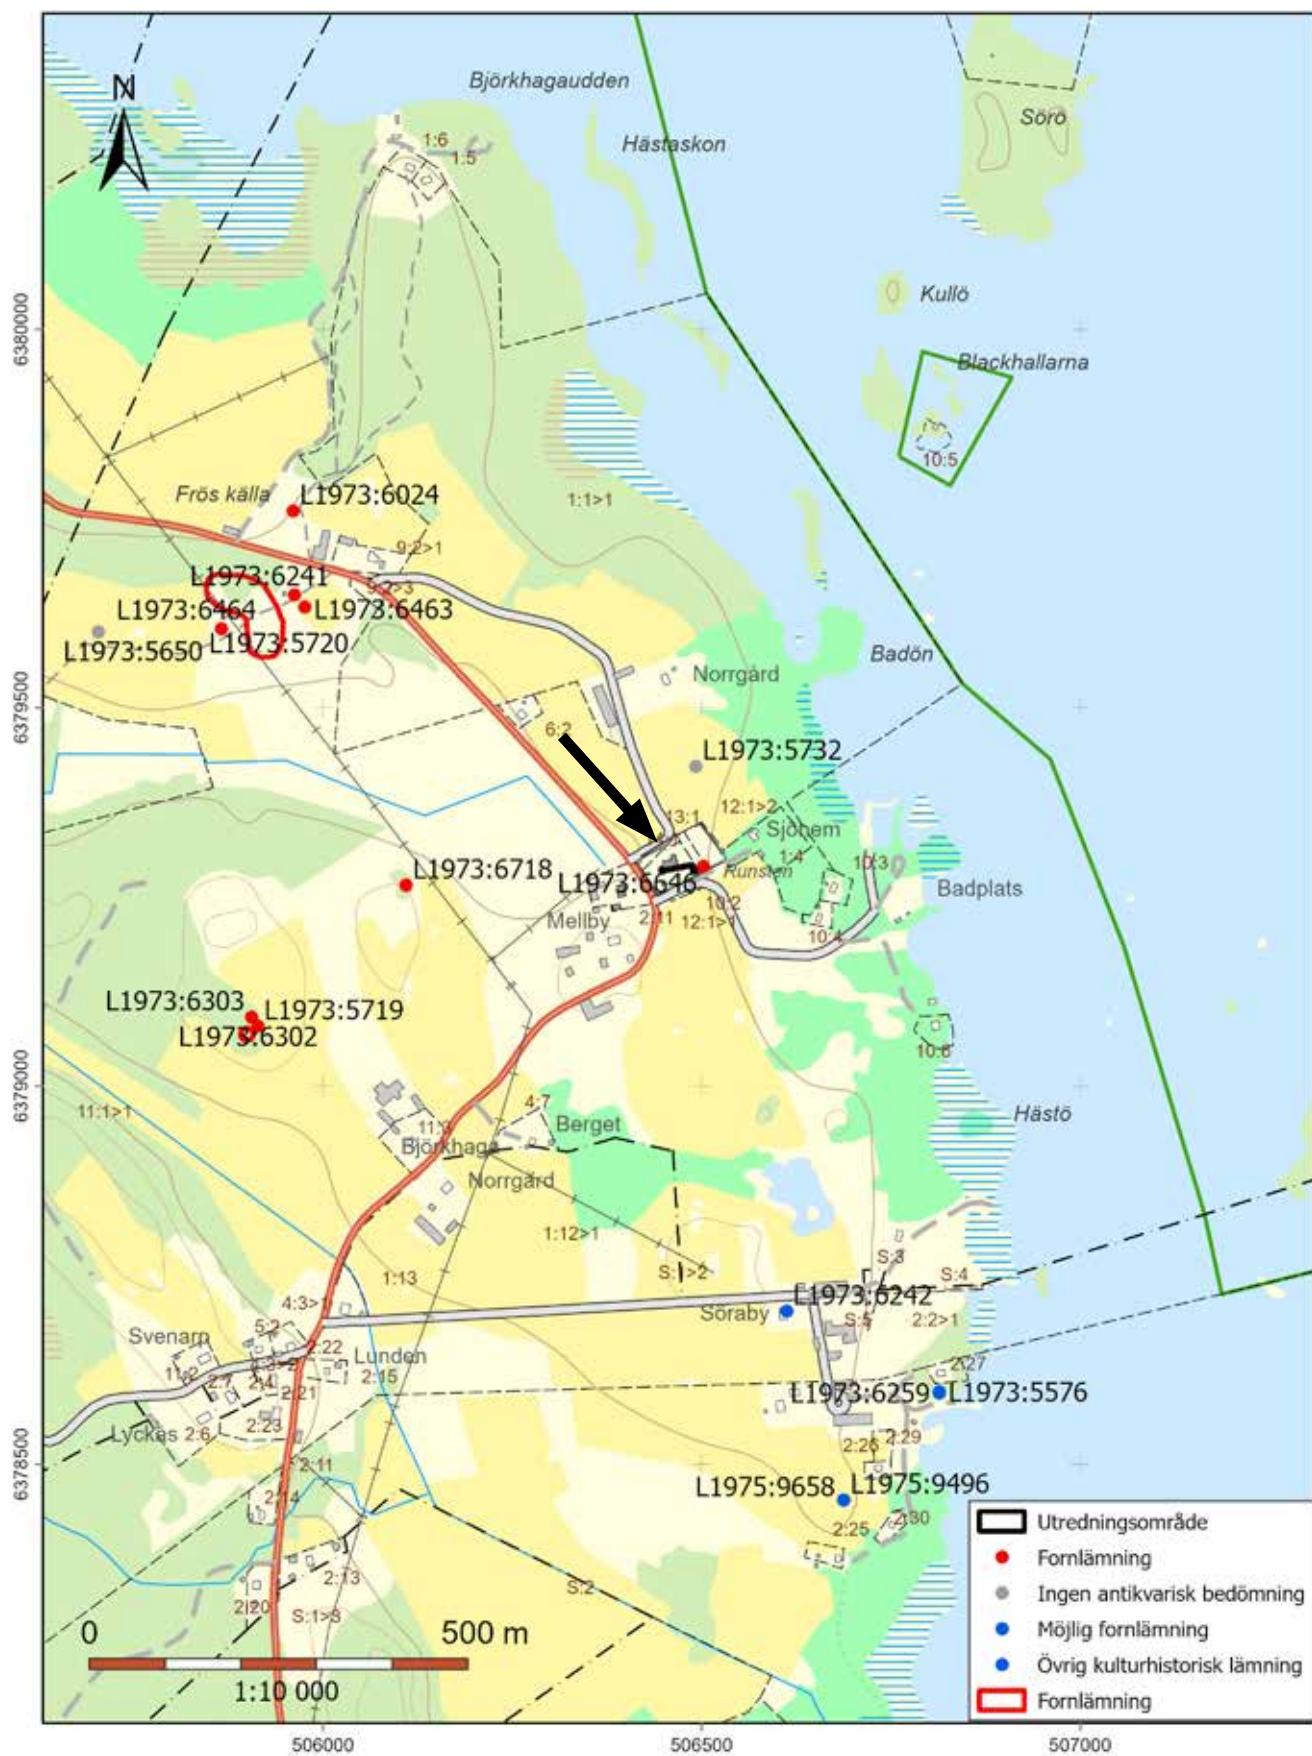 Björkhagaudden
N
Sörö
Hästaskon
1:6
1:5
Kullö
6380000
Blackhallarna
10:5
Frös källa
L1973:6024
1:1>1
9:2>1
L1973:6241
L1973:6464
L1973:6463
L1973:5650
L1973:5720
Badön
Norrgård
6379500
6:2
L1973:5732
13:1
12:1>2
Sjöhem
1:4
10:3
L1973:6718
Runsten
L1973:6646
Badplats
10:2
Mellby
2:11
12:1>1
10:4
L1973:6303
L1973:5719
L1973:6302
10:6
6379000
11:1>1
4:7
Hästö
Berget
Björkhaga
Norrgård
1:12>1
S:3
S:1>2
S:4
1:13
L1973:6242
4:3>1
Söraby
S:5
2:2>1
5:2
Svenarp
2:22
Lunden
11:2
2:15
2:27
2:7
2:4
2:21
L1973:6259
L1973:5576
2:23
Lyckås
2:6
2:29
2:26
2:11
6378500
L1975:9658
L1975:9496
2:14
2:30
2:25
Utredningsområde
Fornlämning
2:13
S:2
Ingen antikvarisk bedömning
2:20
S:1>3
Möjlig fornlämning
0
500 m
Övrig kulturhistorisk lämning
1:10 000
Fornlämning
506000
506500
507000